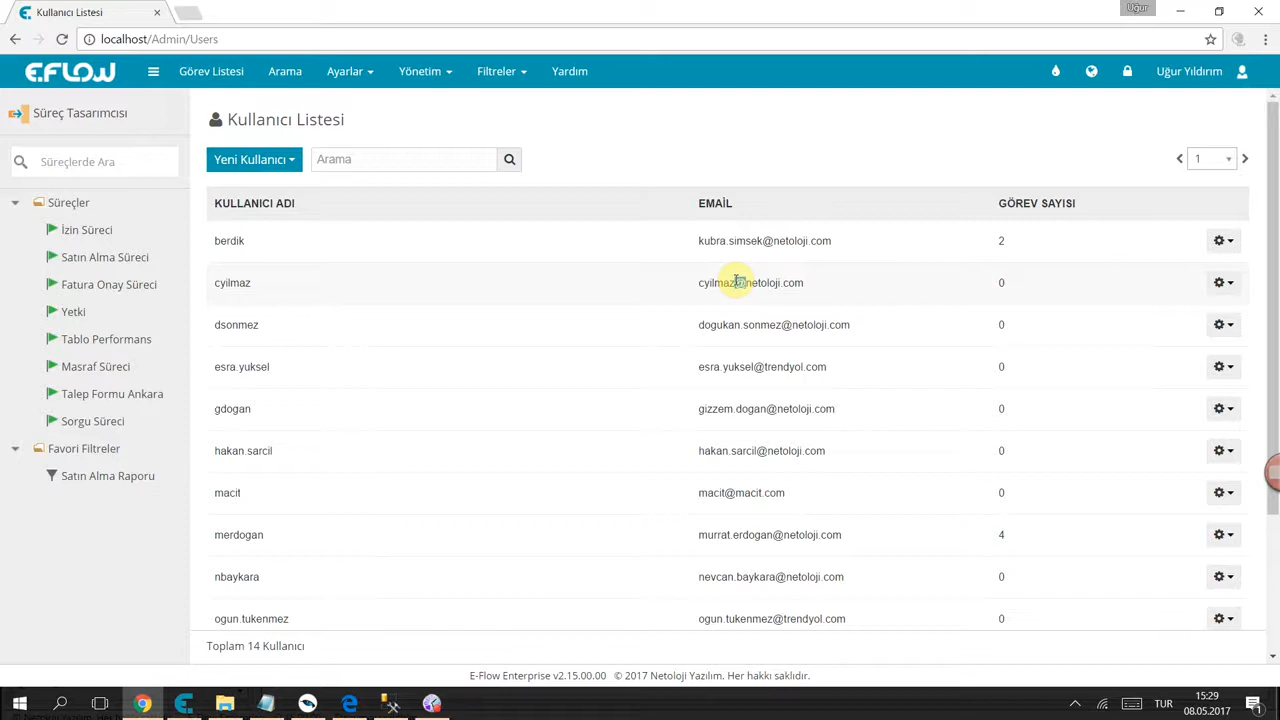 Kullanıcı Listesi
Uğur
localhost/Admin/Users
E-FLOW
Görev Listesi
Arama
Ayarlar
Yönetim
Filtreler
Yardım
Uğur Yıldırım
Süreç Tasarımcısı
Süreçlerde Ara
Süreçler
İzin Süreci
Satın Alma Süreci
Fatura Onay Süreci
Yetki
Tablo Performans
Masraf Süreci
Talep Formu Ankara
Sorgu Süreci
Favori Filtreler
Satın Alma Raporu
Kullanıcı Listesi
Yeni Kullanıcı
Arama
1
KULLANICI ADI EMAİL GÖREV SAYISI
berdik kubra.simsek@netoloji.com 2
cyilmaz cyilmaz@netoloji.com 0
dsonmez dogukan.sonmez@netoloji.com 0
esra.yuksel esra.yuksel@trendyol.com 0
gdogan gizzem.dogan@netoloji.com 0
hakan.sarcil hakan.sarcil@netoloji.com 0
macit macit@macit.com 0
merdogan murrat.erdogan@netoloji.com 4
nbaykara nevcan.baykara@netoloji.com 0
ogun.tukenmez ogun.tukenmez@trendyol.com 0
Toplam 14 Kullanıcı
E-Flow Enterprise v2.15.00.00 © 2017 Netoloji Yazılım. Her hakkı saklıdır.
TUR
15:29
08.05.2017
1